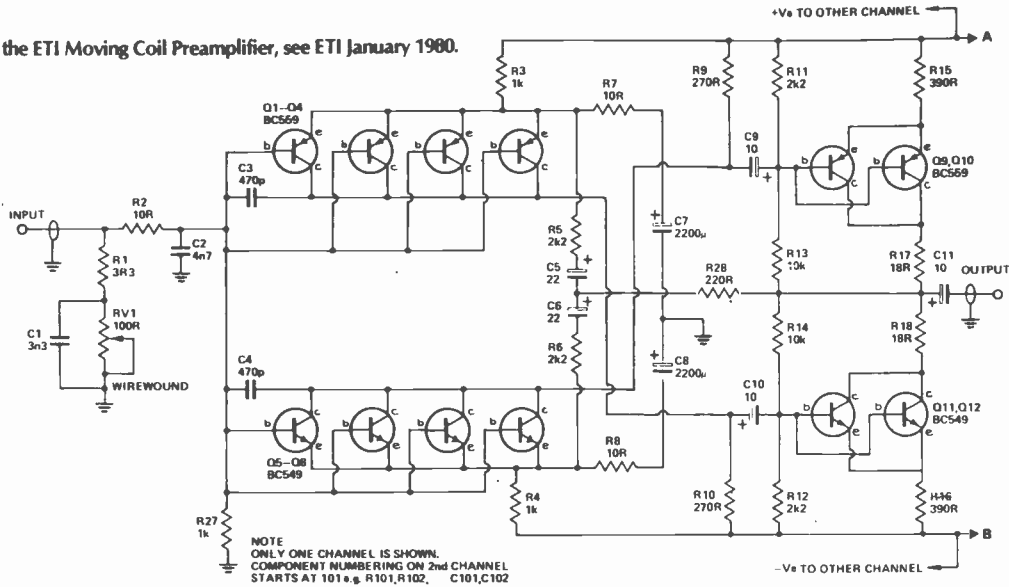 +Ve TO OTHER CHANNEL
A
the ETI Moving Coil Preamplifier, see ETI January 1980.
R3
1k
R7
10R
R9
270R
R11
2k2
R15
390R
Q1–Q4
BC559
e
b
c
e
c
e
c
e
c
C3
470p
C9
10
+
b
e
c
b
e
c
Q9,Q10
BC559
INPUT
R2
10R
C2
4n7
R1
3R3
R5
2k2
C7
2200µ
+
R13
10k
R17
18R
C11
10
OUTPUT
+
C5
22
+
R28
220R
C1
3n3
RV1
100R
WIREWOUND
C6
22
+
R6
2k2
R14
10k
R18
18R
C4
470p
C8
2200µ
+
C10
10
+
b
c
e
b
c
e
Q11,Q12
BC549
b
c
e
b
c
e
b
c
e
b
c
e
Q5–Q8
BC549
R8
10R
R27
1k
R4
1k
R10
270R
R12
2k2
R16
390R
B
NOTE
ONLY ONE CHANNEL IS SHOWN.
COMPONENT NUMBERING ON 2nd CHANNEL
STARTS AT 101 e.g. R101,R102, C101,C102
–Ve TO OTHER CHANNEL